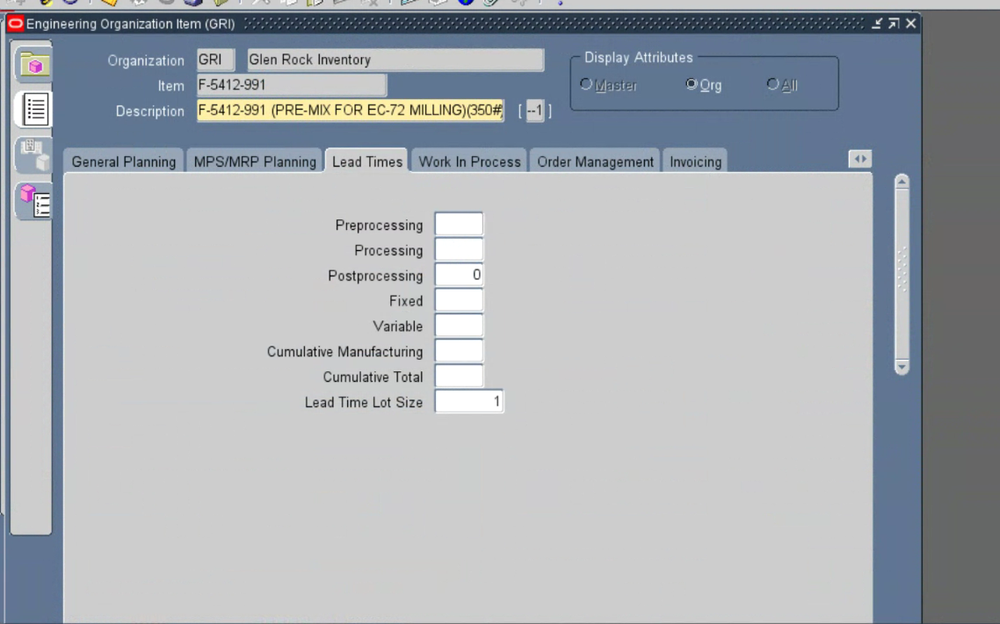 Engineering Organization Item (GRI)
Organization GRI Glen Rock Inventory
Item F-5412-991
Description F-5412-991 (PRE-MIX FOR EC-72 MILLING)(350# [ --1 ]
Display Attributes
Master Org All
General Planning MPS/MRP Planning Lead Times Work In Process Order Management Invoicing
Preprocessing
Processing
Postprocessing 0
Fixed
Variable
Cumulative Manufacturing
Cumulative Total
Lead Time Lot Size 1